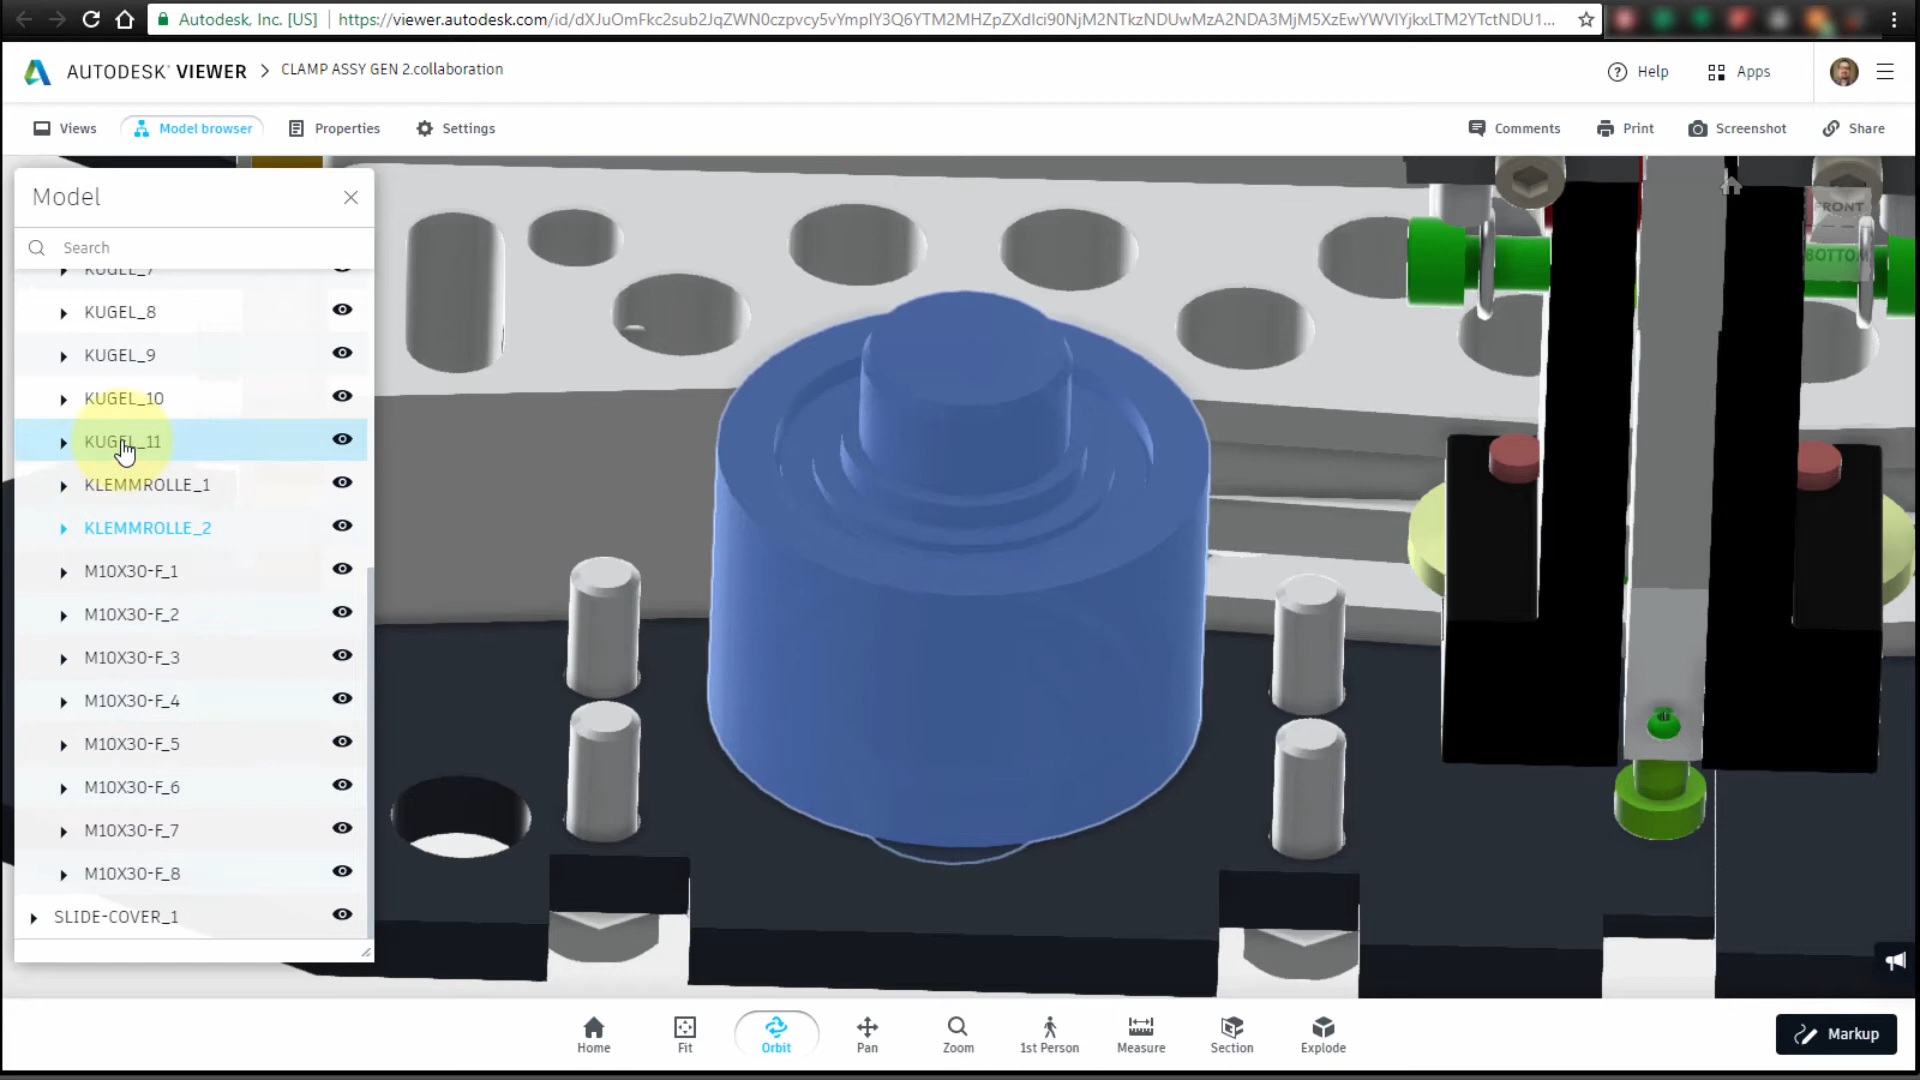 Autodesk, Inc. [US]
https://viewer.autodesk.com/id/dXJuOmFkc2sub2JqZWN0czpvcy5vYmplY3Q6YTM2MHZpZXdlci90NjM2NTkzNDUwMzA2NDA3MjM5XzEwYWVlYjkxLTM2YTctNDU1...
AUTODESK® VIEWER
CLAMP ASSY GEN 2.collaboration
Help
Apps
Views
Model browser
Properties
Settings
Comments
Print
Screenshot
Share
Model
Search
KUGEL_7
KUGEL_8
KUGEL_9
KUGEL_10
KUGEL_11
KLEMMROLLE_1
KLEMMROLLE_2
M10X30-F_1
M10X30-F_2
M10X30-F_3
M10X30-F_4
M10X30-F_5
M10X30-F_6
M10X30-F_7
M10X30-F_8
SLIDE-COVER_1
FRONT
BOTTOM
Home
Fit
Orbit
Pan
Zoom
1st Person
Measure
Section
Explode
Markup